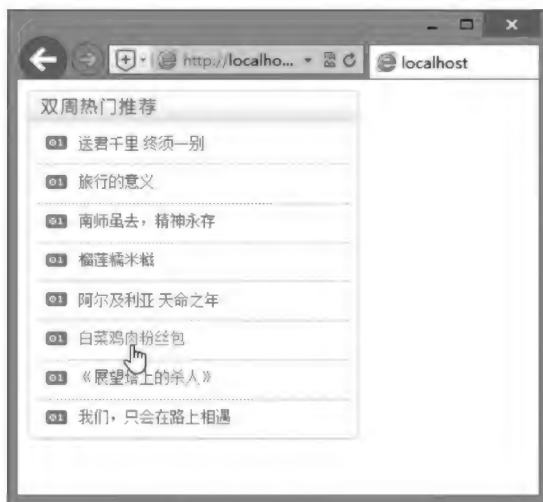 http://localho...
localhost
双周热门推荐
01 送君千里 终须一别
01 旅行的意义
01 南师虽去，精神永存
01 榴莲糯米糍
01 阿尔及利亚 天命之年
01 白菜鸡肉粉丝包
01 《展望塔上的杀人》
01 我们，只会在路上相遇